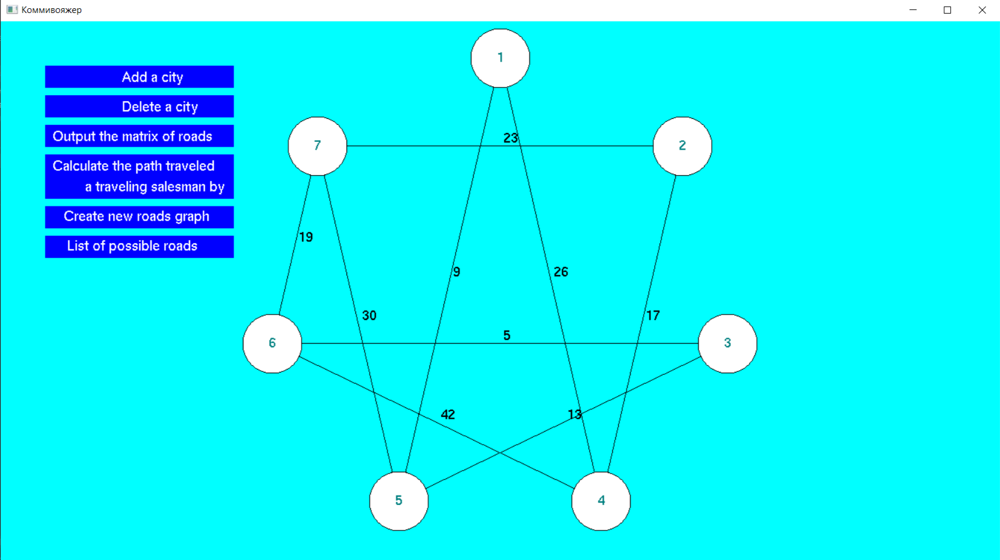 Коммивояжер
Add a city
Delete a city
Output the matrix of roads
Calculate the path traveled
a traveling salesman by
Create new roads graph
List of possible roads
1
7
23
2
19
9
26
30
17
6
5
3
42
13
5
4